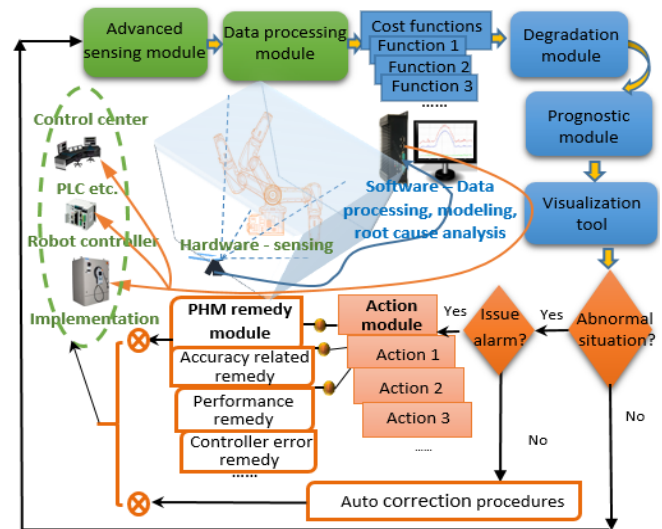 Advanced
sensing module
Data processing
module
Cost functions
Function 1
Function 2
Function 3
......
Degradation
module
Prognostic
module
Visualization
tool
Control center
PLC etc.
Robot controller
Implementation
Hardware - sensing
Software – Data
processing, modeling,
root cause analysis
Abnormal
situation?
Yes
No
Issue
alarm?
Yes
No
Action
module
Action 1
Action 2
Action 3
......
PHM remedy
module
Accuracy related
remedy
Performance
remedy
Controller error
remedy
......
Auto correction procedures